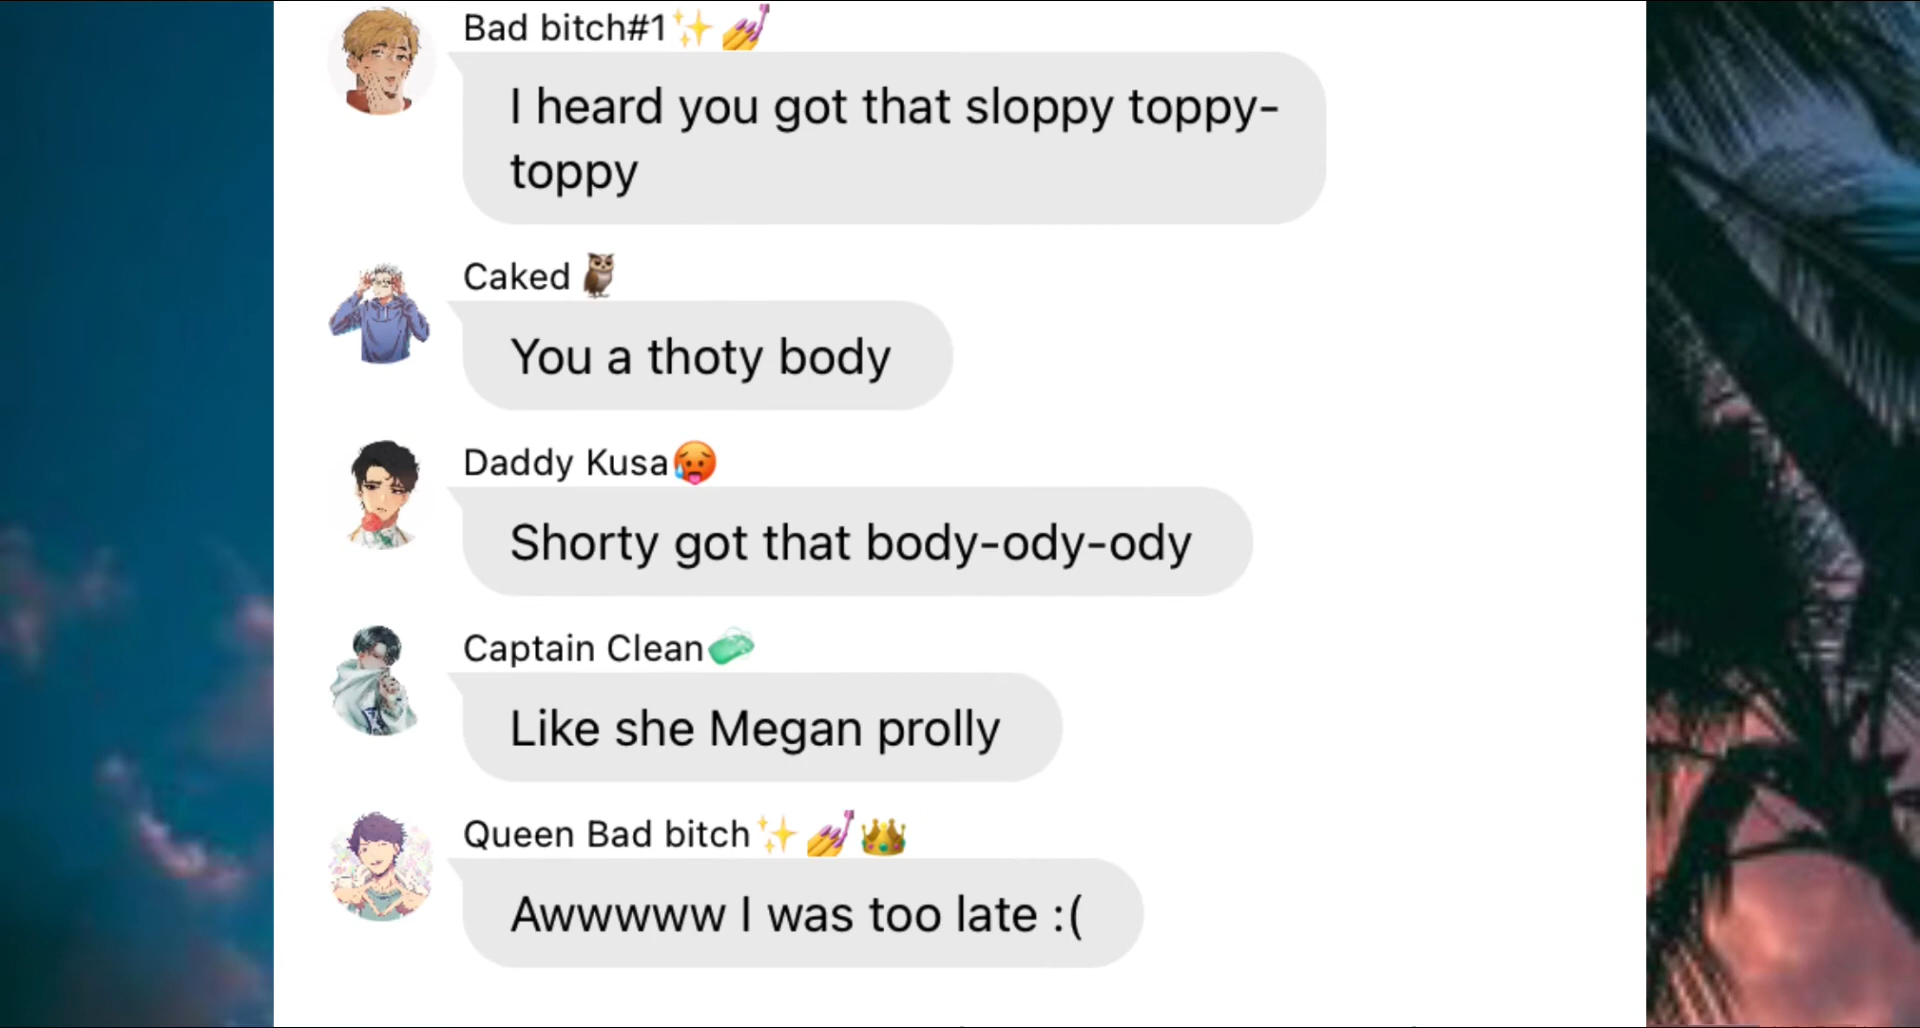 Bad bitch#1✨💅
I heard you got that sloppy toppy-
toppy
Caked 🦉
You a thoty body
Daddy Kusa🥵
Shorty got that body-ody-ody
Captain Clean🧼
Like she Megan prolly
Queen Bad bitch✨💅👑
Awwwww I was too late :(